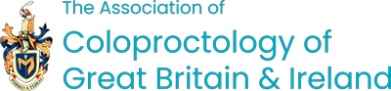 The Association of
Coloproctology of
Great Britain & Ireland